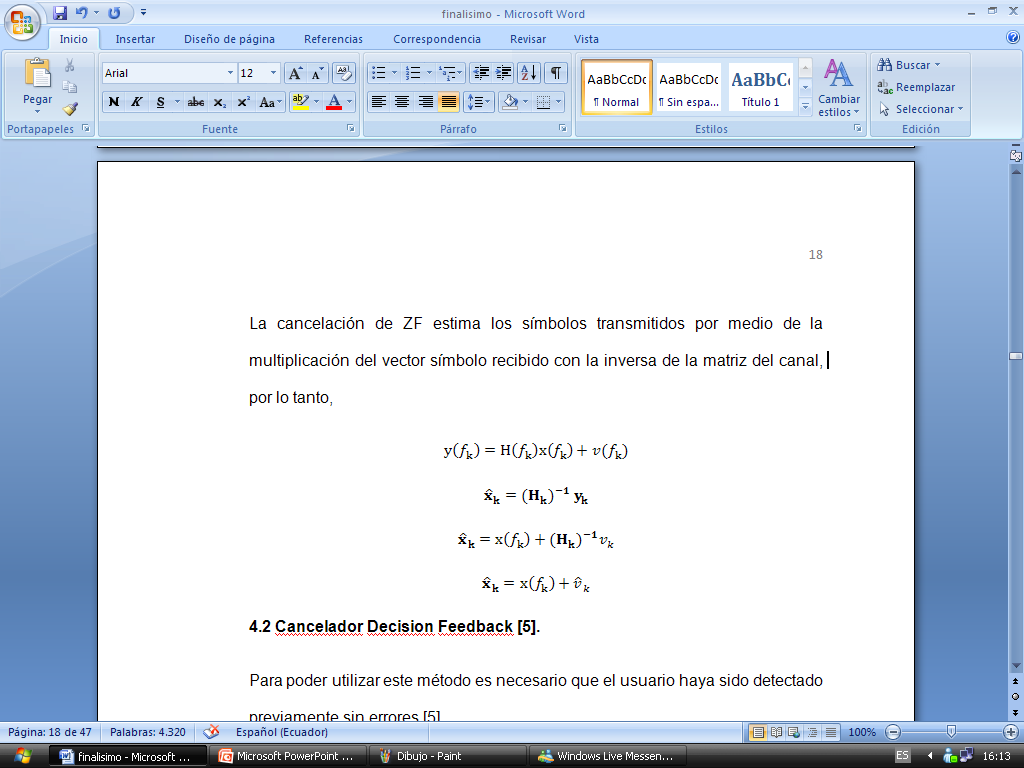 finalisimo - Microsoft Word
Inicio Insertar Diseño de página Referencias Correspondencia Revisar Vista
Pegar
Portapapeles
Arial 12
N K S abc x₂ x² Aa
Fuente
Párrafo
AaBbCcDc AaBbCcDc AaBbC
¶ Normal ¶ Sin espa... Título 1
Cambiar estilos
Estilos
Buscar
Reemplazar
Seleccionar
Edición
18
La cancelación de ZF estima los símbolos transmitidos por medio de la
multiplicación del vector símbolo recibido con la inversa de la matriz del canal,
por lo tanto,
y(fₖ) = H(fₖ)x(fₖ) + v(fₖ)
x̂ₖ = (Hₖ)⁻¹ yₖ
x̂ₖ = x(fₖ) + (Hₖ)⁻¹vₖ
x̂ₖ = x(fₖ) + v̂ₖ
4.2 Cancelador Decision Feedback [5].
Para poder utilizar este método es necesario que el usuario haya sido detectado
previamente sin errores [5]
Página: 18 de 47 Palabras: 4.320 Español (Ecuador) 100%
finalisimo - Microsoft ... Microsoft PowerPoint ... Dibujo - Paint Windows Live Messen... ES 16:13